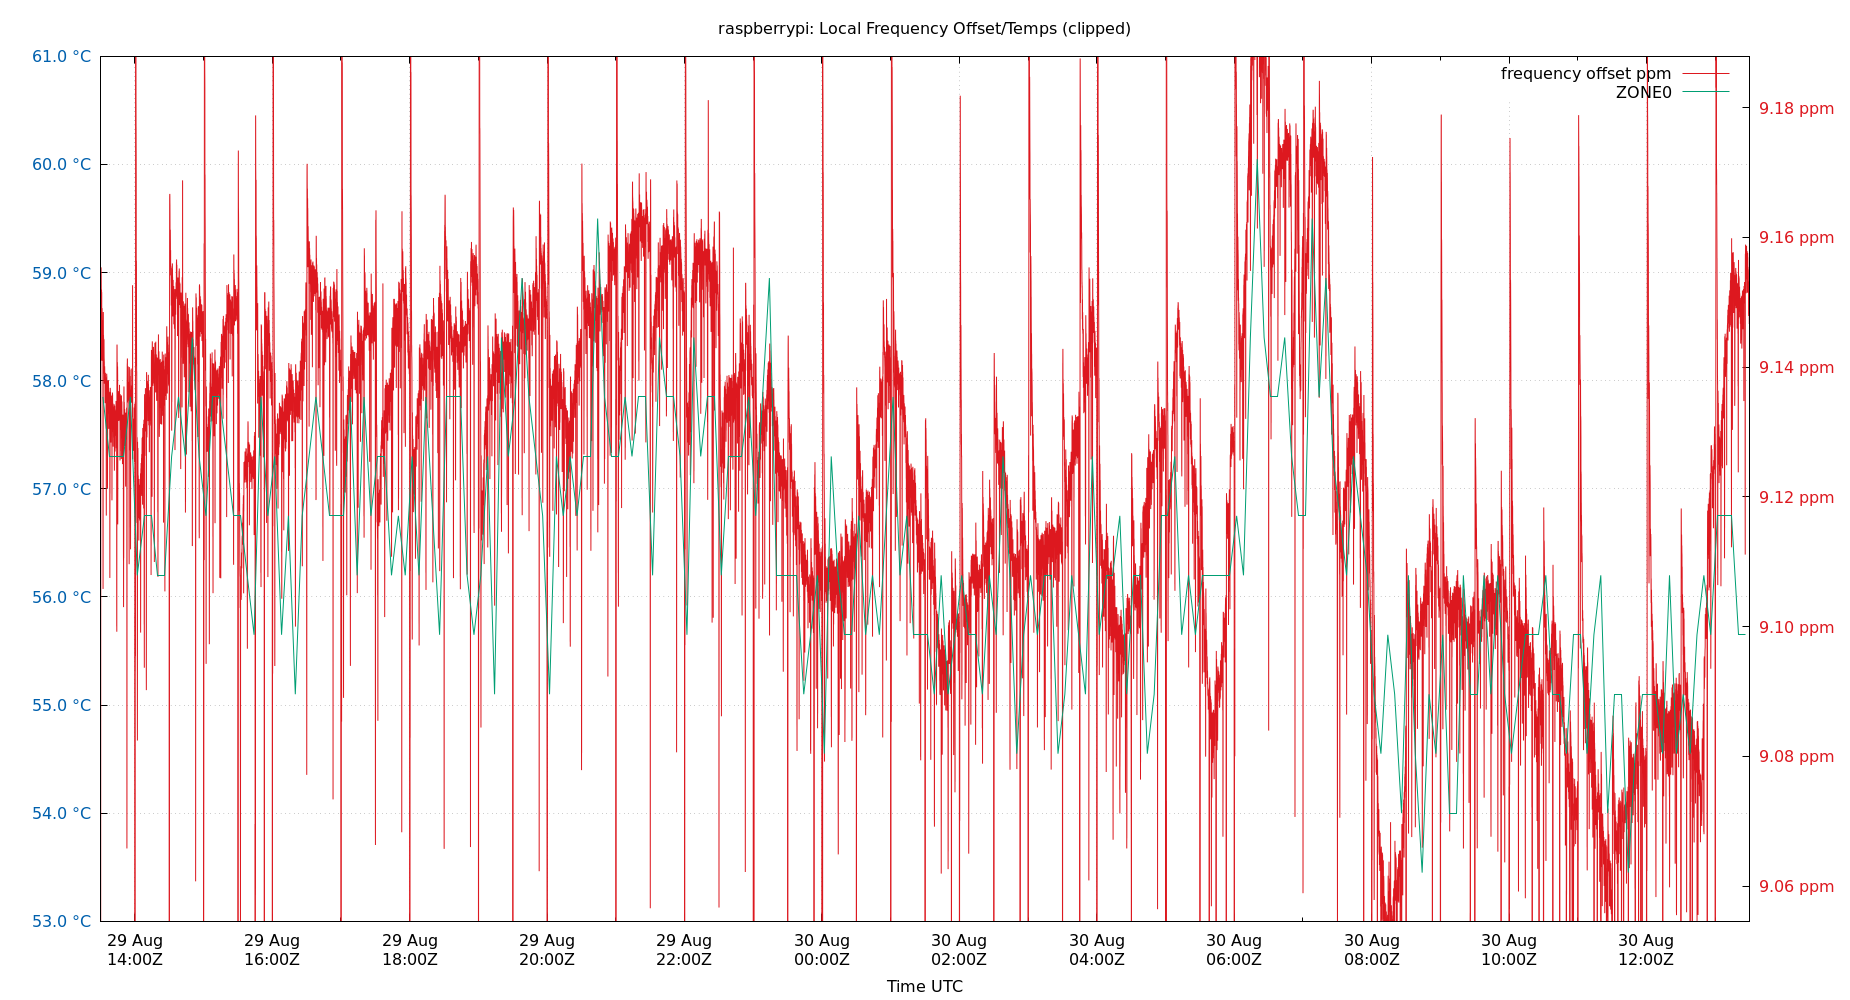 raspberrypi: Local Frequency Offset/Temps (clipped)
61.0 °C
60.0 °C
59.0 °C
58.0 °C
57.0 °C
56.0 °C
55.0 °C
54.0 °C
53.0 °C
frequency offset ppm
ZONE0
9.18 ppm
9.16 ppm
9.14 ppm
9.12 ppm
9.10 ppm
9.08 ppm
9.06 ppm
29 Aug
14:00Z
29 Aug
16:00Z
29 Aug
18:00Z
29 Aug
20:00Z
29 Aug
22:00Z
30 Aug
00:00Z
30 Aug
02:00Z
30 Aug
04:00Z
30 Aug
06:00Z
30 Aug
08:00Z
30 Aug
10:00Z
30 Aug
12:00Z
Time UTC